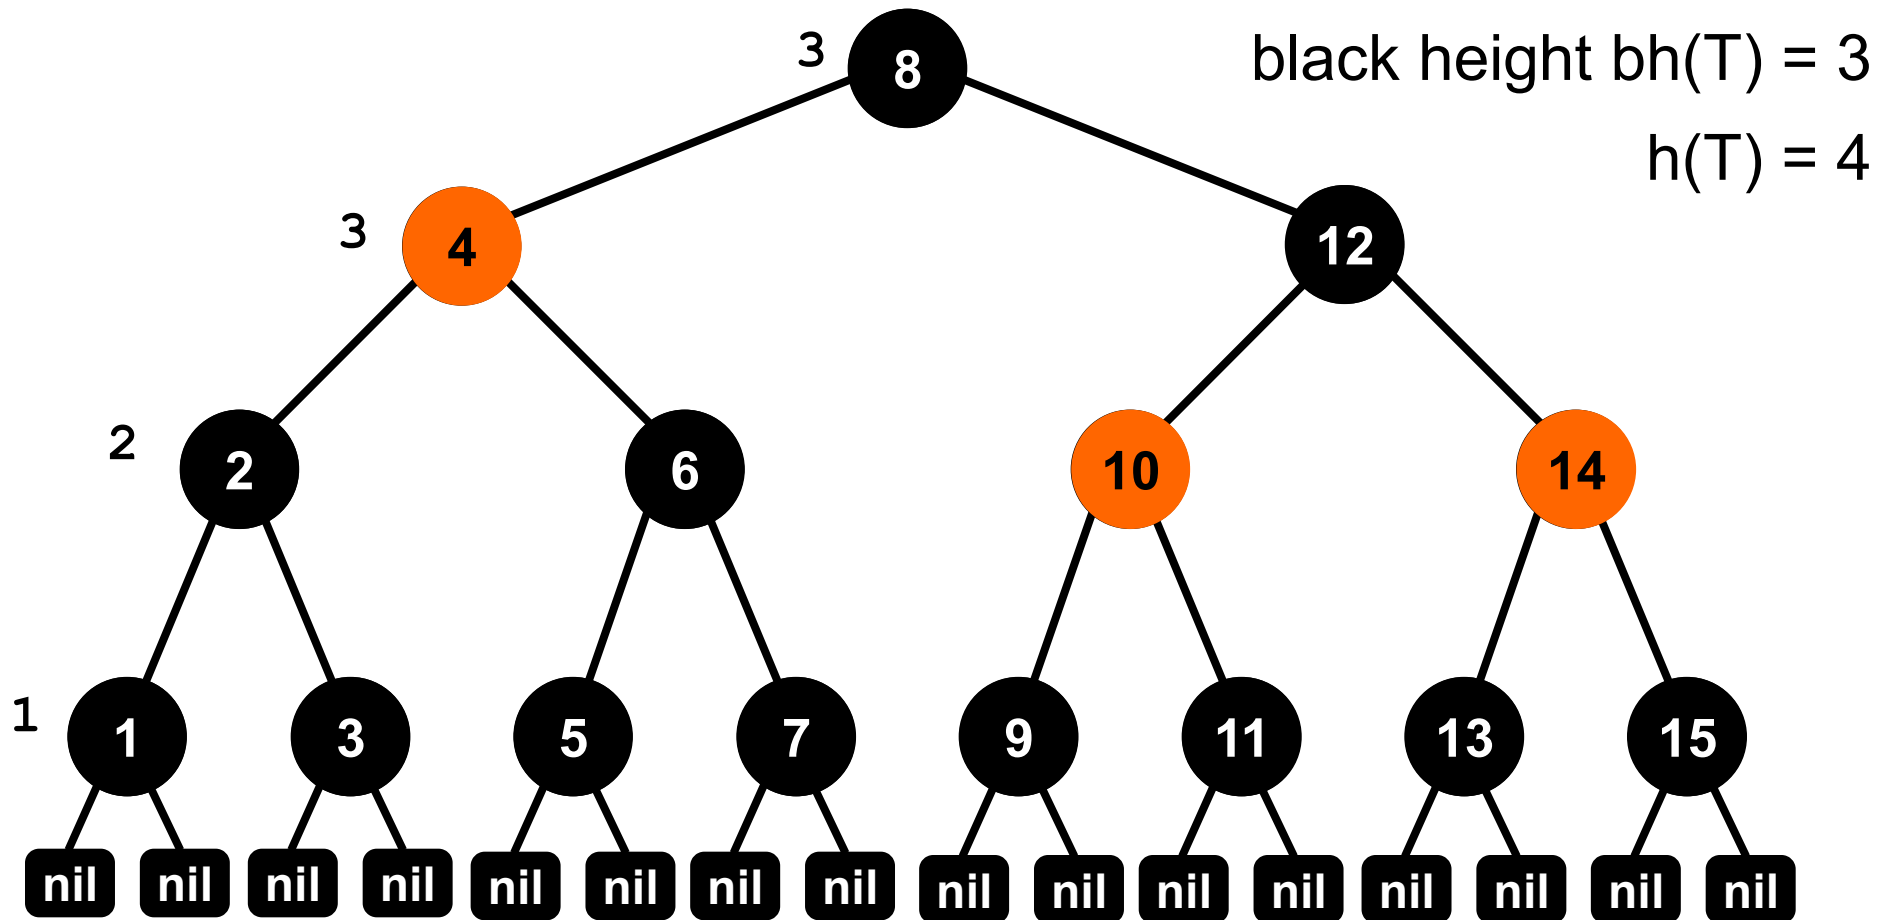 3 8 black height bh(T) = 3
h(T) = 4
3 4 12
2 2 6 10 14
1 1 3 5 7 9 11 13 15
nil nil nil nil nil nil nil nil nil nil nil nil nil nil nil nil